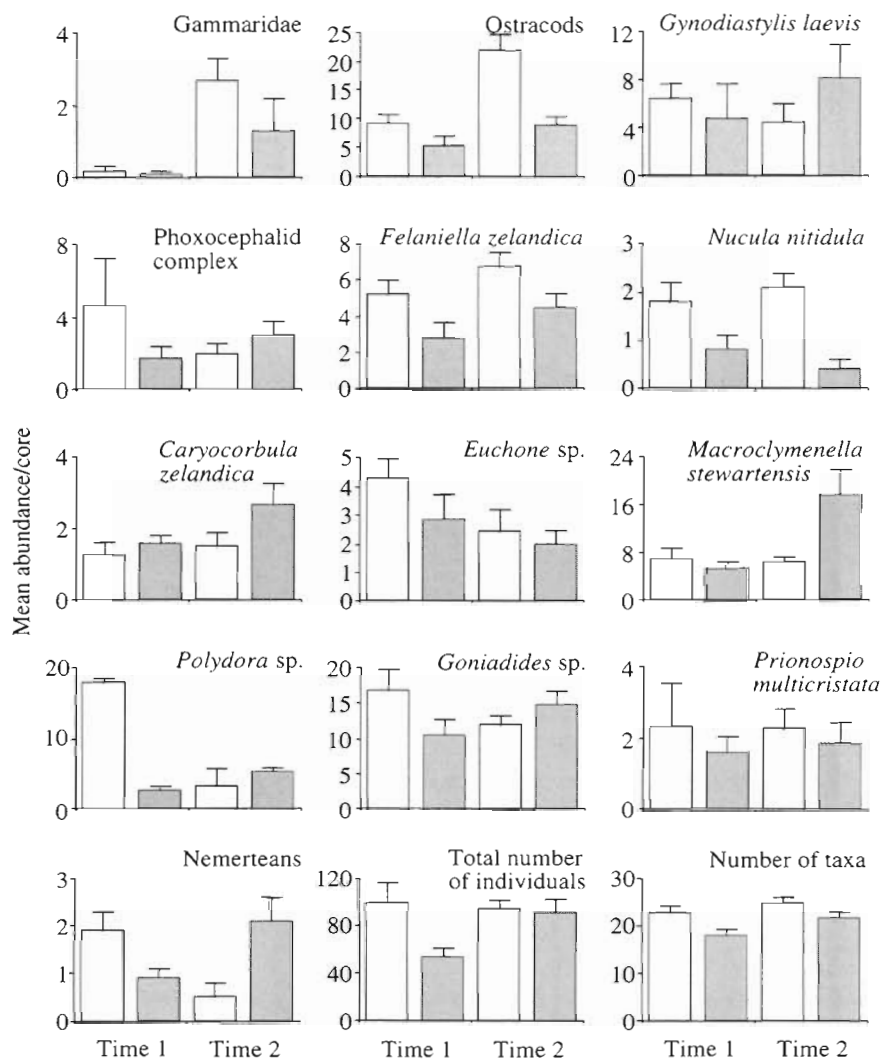 Gammaridae
4
2
0
Ostracods
25
20
15
10
5
0
Gynodiastylis laevis
12
8
4
0
Phoxocephalid
complex
8
4
0
Felaniella zelandica
8
6
4
2
0
Nucula nitidula
3
2
1
0
Mean abundance/core
Caryocorbula
zelandica
4
2
0
Euchone sp.
5
4
3
2
1
0
Macroclymenella
stewartensis
24
16
8
0
Polydora sp.
20
10
0
Goniadides sp.
20
15
10
5
0
Prionospio
multicristata
4
2
0
Nemerteans
3
2
1
0
Time 1 Time 2
Total number
of individuals
120
80
40
0
Time 1 Time 2
Number of taxa
30
20
10
0
Time 1 Time 2